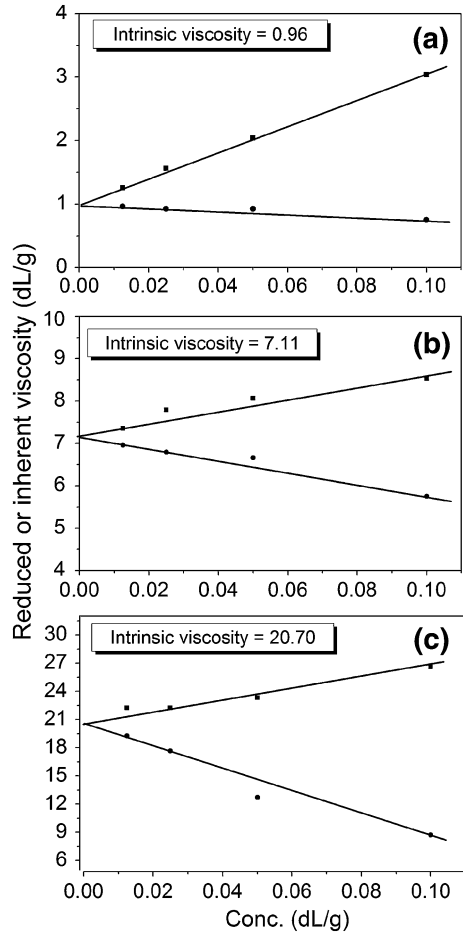 Reduced or inherent viscosity (dL/g)
Intrinsic viscosity = 0.96
(a)
4
3
2
1
0
0.00 0.02 0.04 0.06 0.08 0.10
Intrinsic viscosity = 7.11
(b)
10
9
8
7
6
5
4
0.00 0.02 0.04 0.06 0.08 0.10
Intrinsic viscosity = 20.70
(c)
30
27
24
21
18
15
12
9
6
0.00 0.02 0.04 0.06 0.08 0.10
Conc. (dL/g)